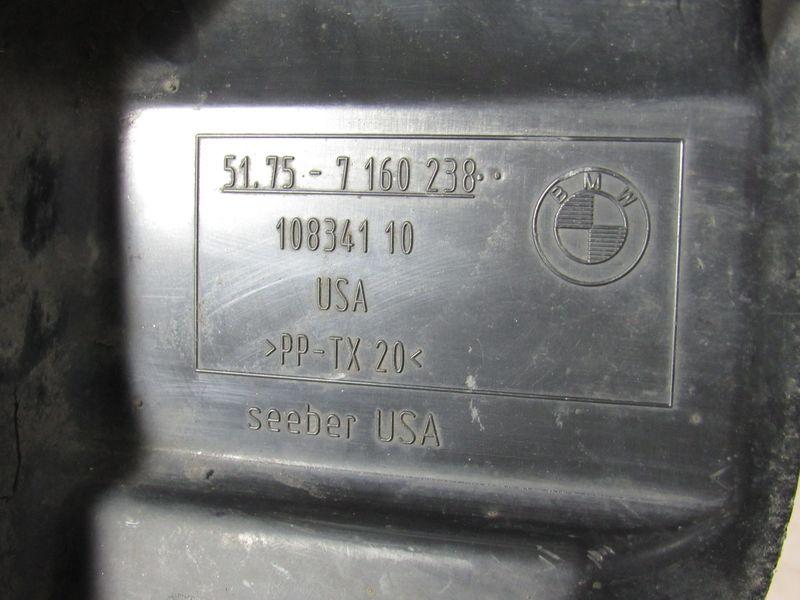 51.75 - 7 160 238..
BMW
108341 10
USA
>PP-TX 20<
seeber USA